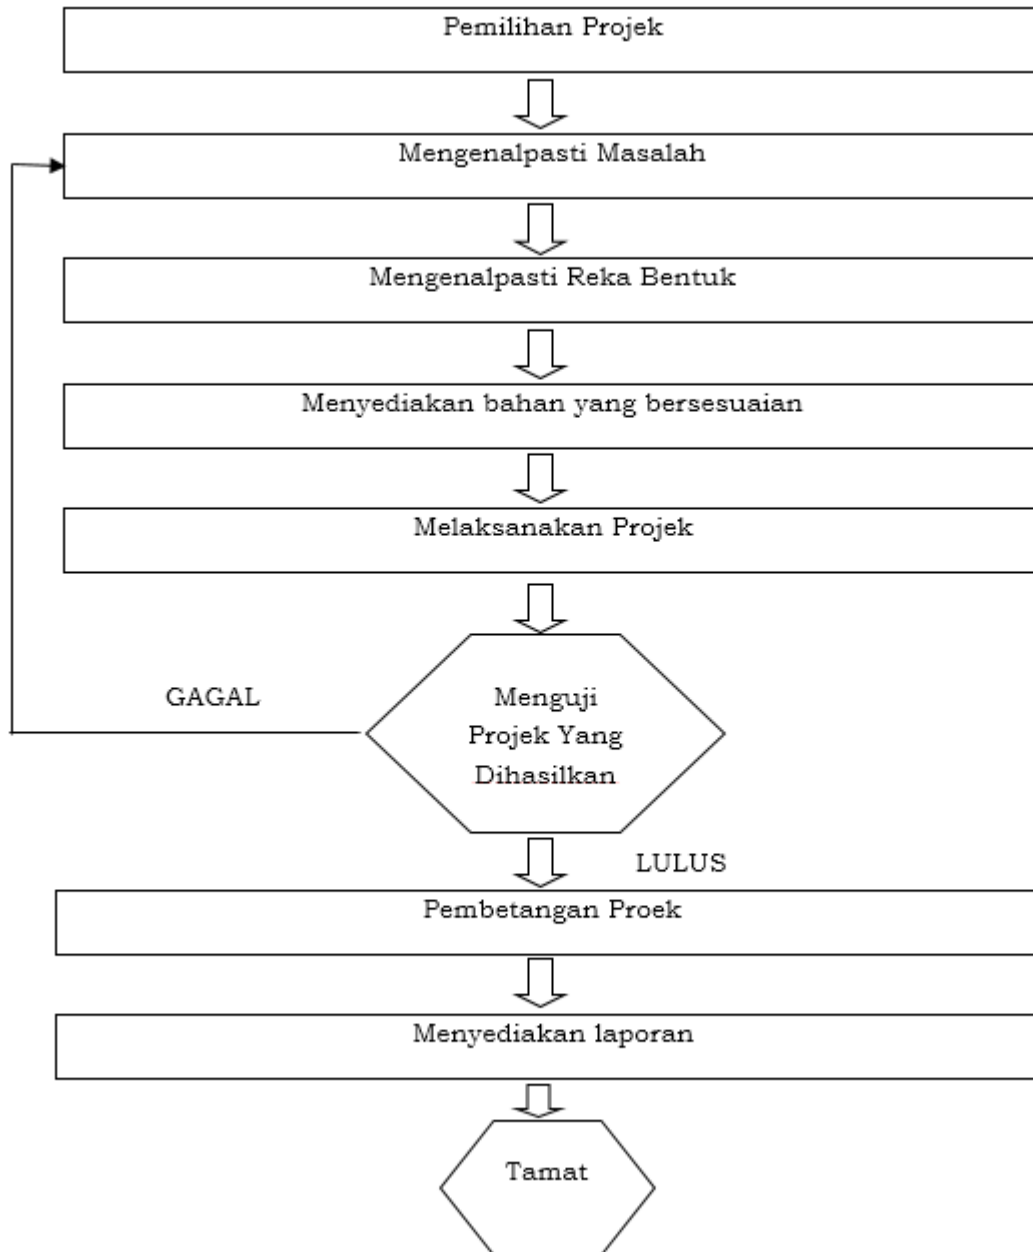 Pemilihan Projek
Mengenalpasti Masalah
Mengenalpasti Reka Bentuk
Menyediakan bahan yang bersesuaian
Melaksanakan Projek
GAGAL
Menguji
Projek Yang
Dihasilkan
LULUS
Pembetangan Proek
Menyediakan laporan
Tamat